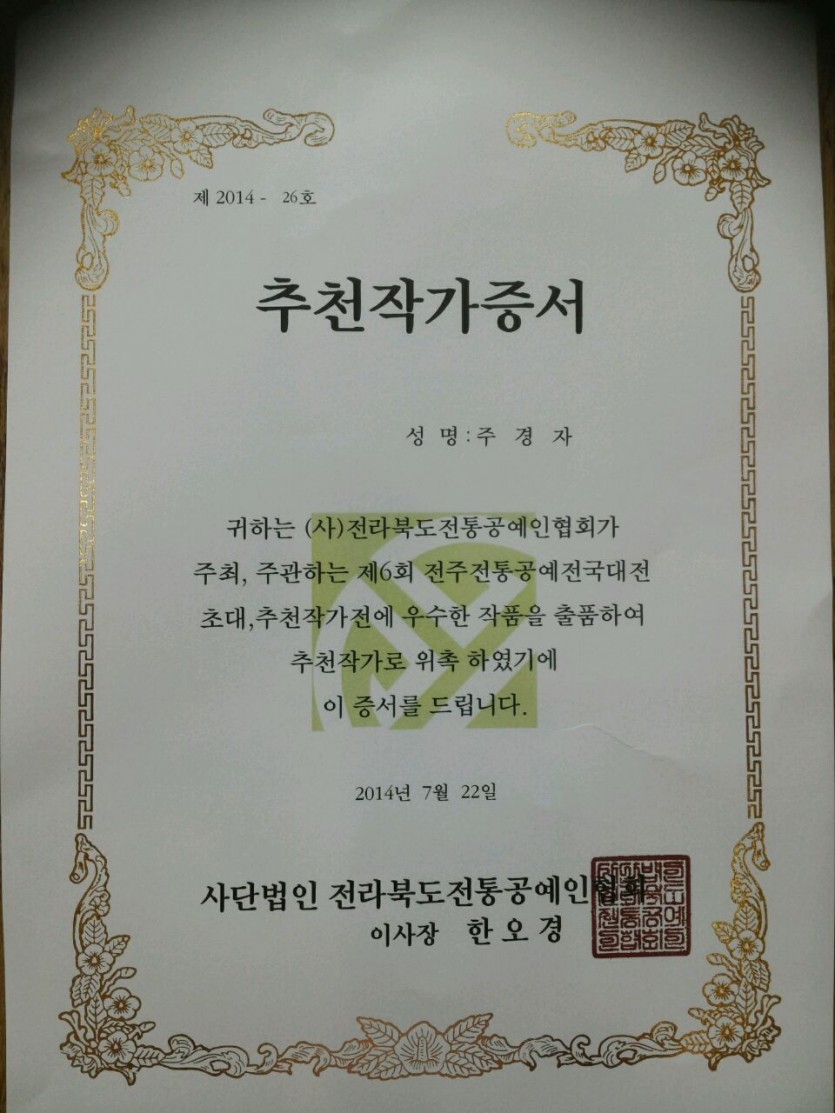 제 2014 - 26호
추천작가증서
성 명 : 주 경 자
귀하는 (사)전라북도전통공예인협회가
주최, 주관하는 제6회 전주전통공예전국대전
초대,추천작가전에 우수한 작품을 출품하여
추천작가로 위촉 하였기에
이 증서를 드립니다.
2014년 7월 22일
사단법인 전라북도전통공예인협회
이사장 한 오 경